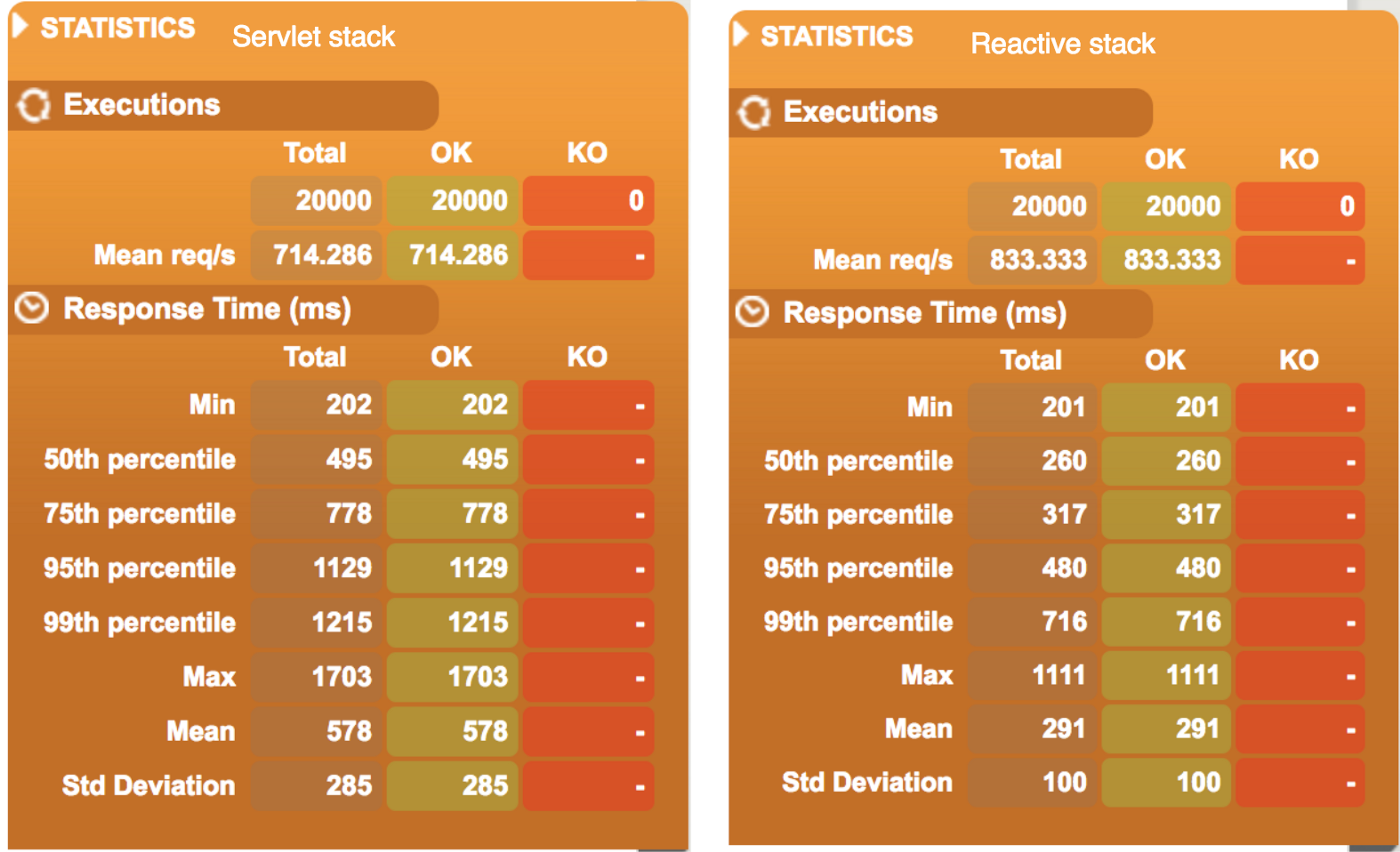 STATISTICS Servlet stack
Executions
Total OK KO
20000 20000 0
Mean req/s 714.286 714.286 -
Response Time (ms)
Total OK KO
Min 202 202 -
50th percentile 495 495 -
75th percentile 778 778 -
95th percentile 1129 1129 -
99th percentile 1215 1215 -
Max 1703 1703 -
Mean 578 578 -
Std Deviation 285 285 -
STATISTICS Reactive stack
Executions
Total OK KO
20000 20000 0
Mean req/s 833.333 833.333 -
Response Time (ms)
Total OK KO
Min 201 201 -
50th percentile 260 260 -
75th percentile 317 317 -
95th percentile 480 480 -
99th percentile 716 716 -
Max 1111 1111 -
Mean 291 291 -
Std Deviation 100 100 -